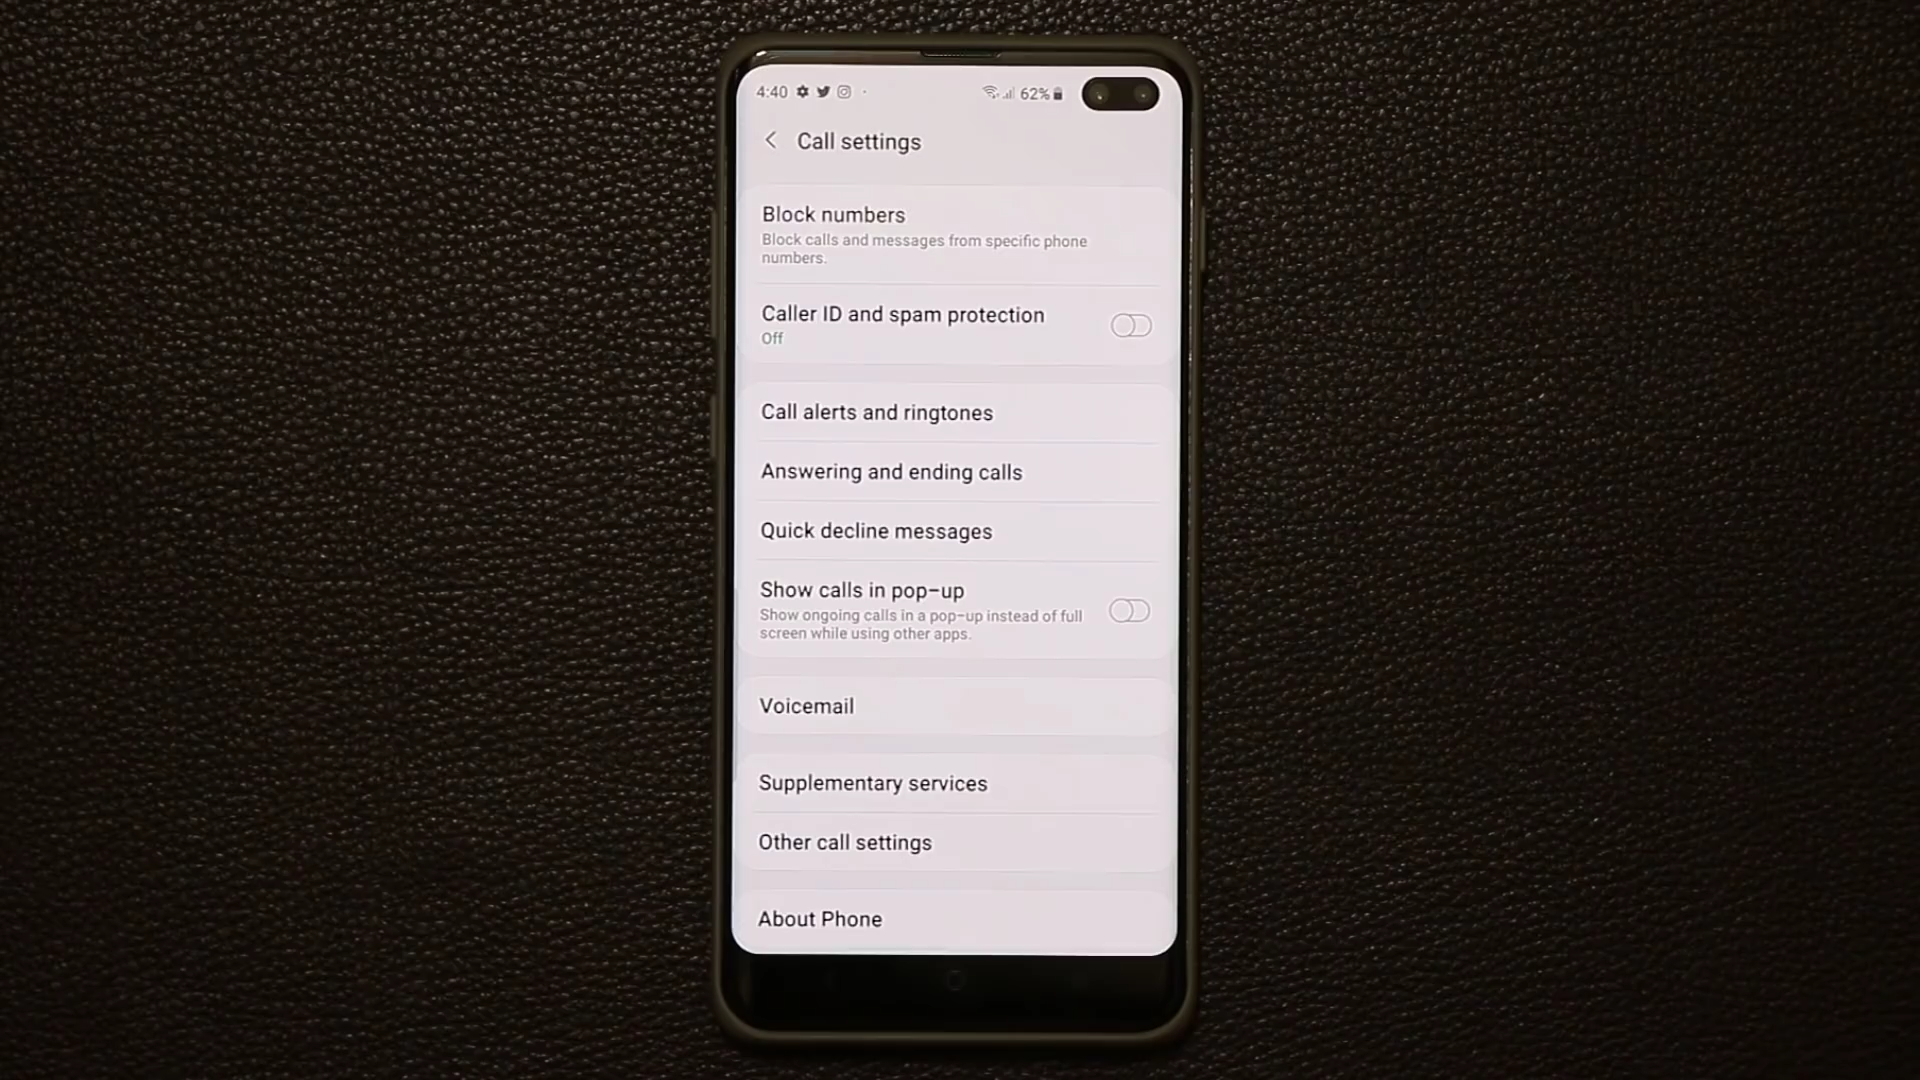 4:40
62%
Call settings
Block numbers
Block calls and messages from specific phone
numbers.
Caller ID and spam protection
Off
Call alerts and ringtones
Answering and ending calls
Quick decline messages
Show calls in pop-up
Show ongoing calls in a pop-up instead of full
screen while using other apps.
Voicemail
Supplementary services
Other call settings
About Phone